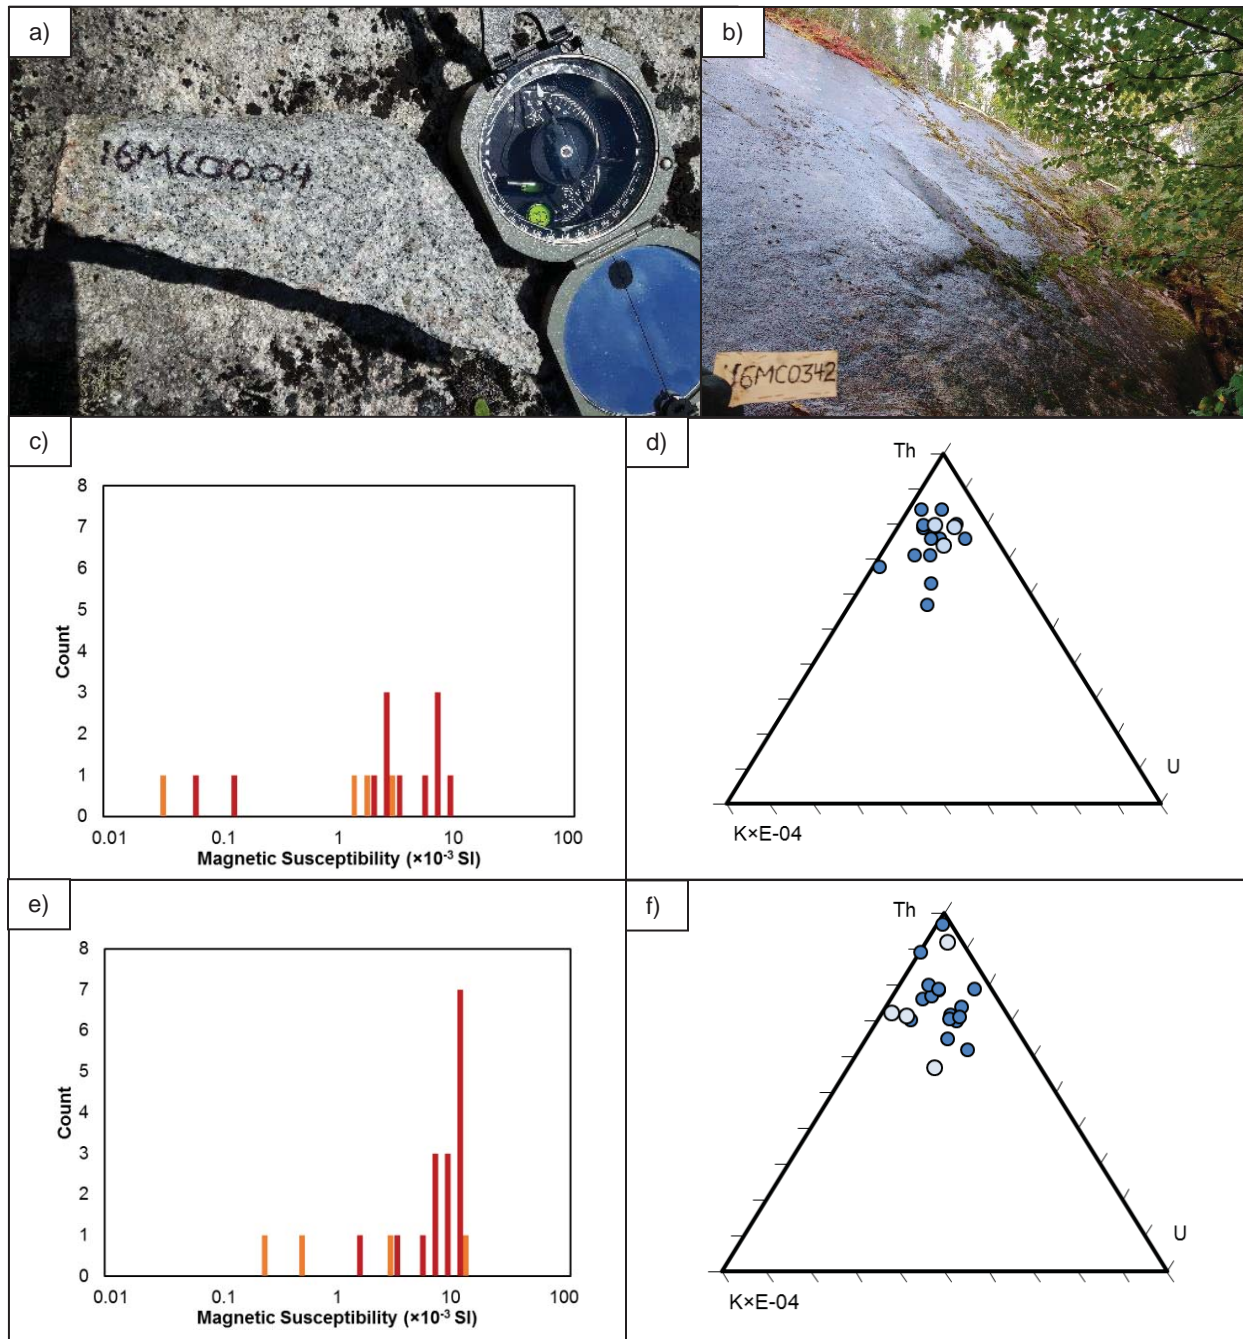 a)
16MC0004
b)
16MC0342
c)
8
7
6
5
4
3
2
1
0
Count
0.01 0.1 1 10 100
Magnetic Susceptibility (×10⁻³ SI)
d)
Th
U
K×E-04
e)
8
7
6
5
4
3
2
1
0
Count
0.01 0.1 1 10 100
Magnetic Susceptibility (×10⁻³ SI)
f)
Th
U
K×E-04